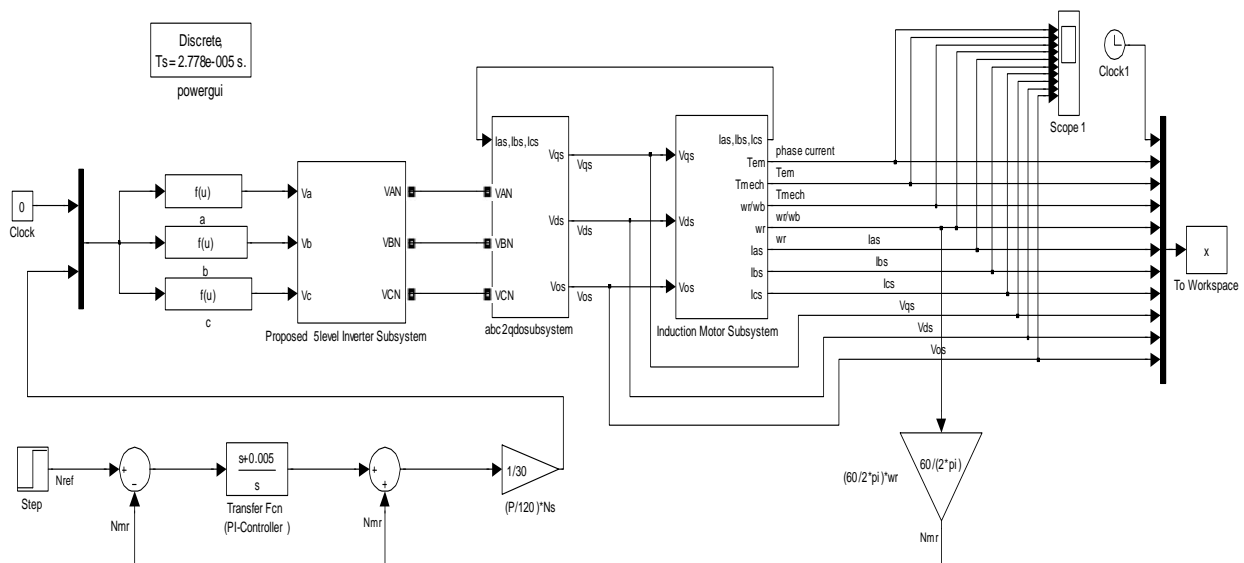 Discrete,
Ts = 2.778e-005 s.
powergui
Clock1
Scope 1
Ias,Ibs,Ics
Vqs
Vqs
VAN
Vds
Vds
VBN
Vos
Vos
VCN
abc2qdosubsystem
Ias,Ibs,Ics
Vqs
Tem
Tmech
wr/wb
Vds
wr
Ias
Ibs
Vos
Ics
Induction Motor Subsystem
phase current
Tem
Tmech
wr/wb
wr
Ias
Ibs
Ics
Vqs
Vds
Vos
x
To Workspace
0
Clock
f(u)
a
f(u)
b
f(u)
c
Va
VAN
Vb
VBN
Vc
VCN
Proposed 5level Inverter Subsystem
Step
Nref
+
−
Nmr
s+0.005
s
Transfer Fcn
(PI-Controller )
+
+
Nmr
1/30
(P/120 )*Ns
(60/2*pi)*wr
60/(2*pi)
Nmr